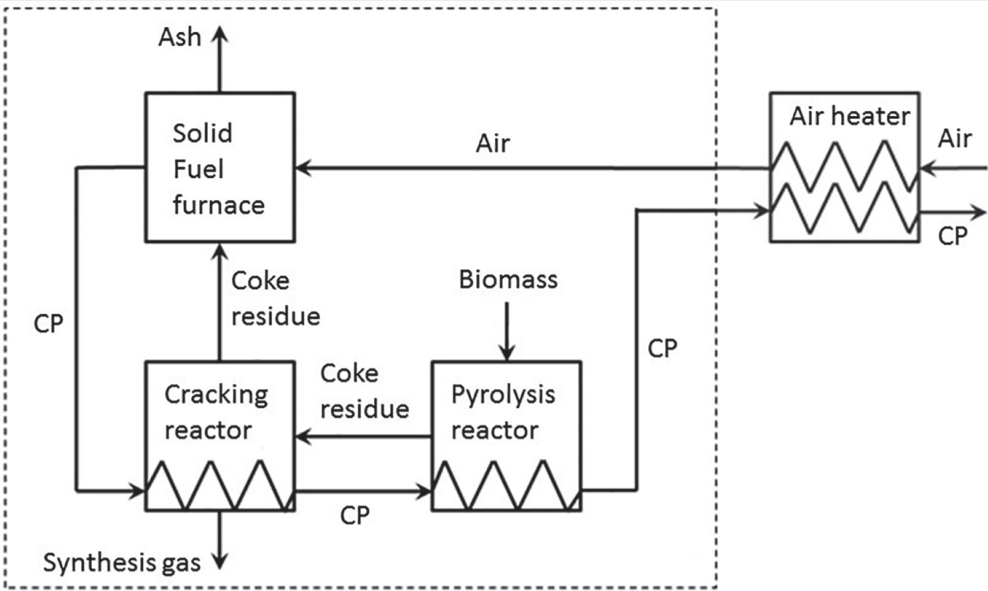 Ash
Solid
Fuel
furnace
Air
Air heater
Air
CP
Coke
residue
Biomass
CP
CP
Coke
residue
Cracking
reactor
Pyrolysis
reactor
CP
Synthesis gas